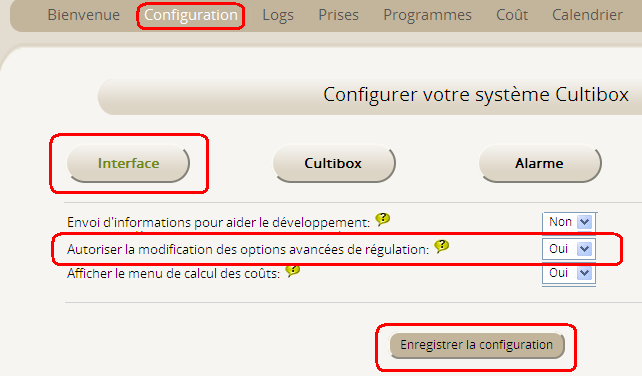 Bienvenue Configuration Logs Prises Programmes Coût Calendrier
Configurer votre système Cultibox
Interface Cultibox Alarme
Envoi d'informations pour aider le développement: ? Non
Autoriser la modification des options avancées de régulation: ? Oui
Afficher le menu de calcul des coûts: ? Oui
Enregistrer la configuration